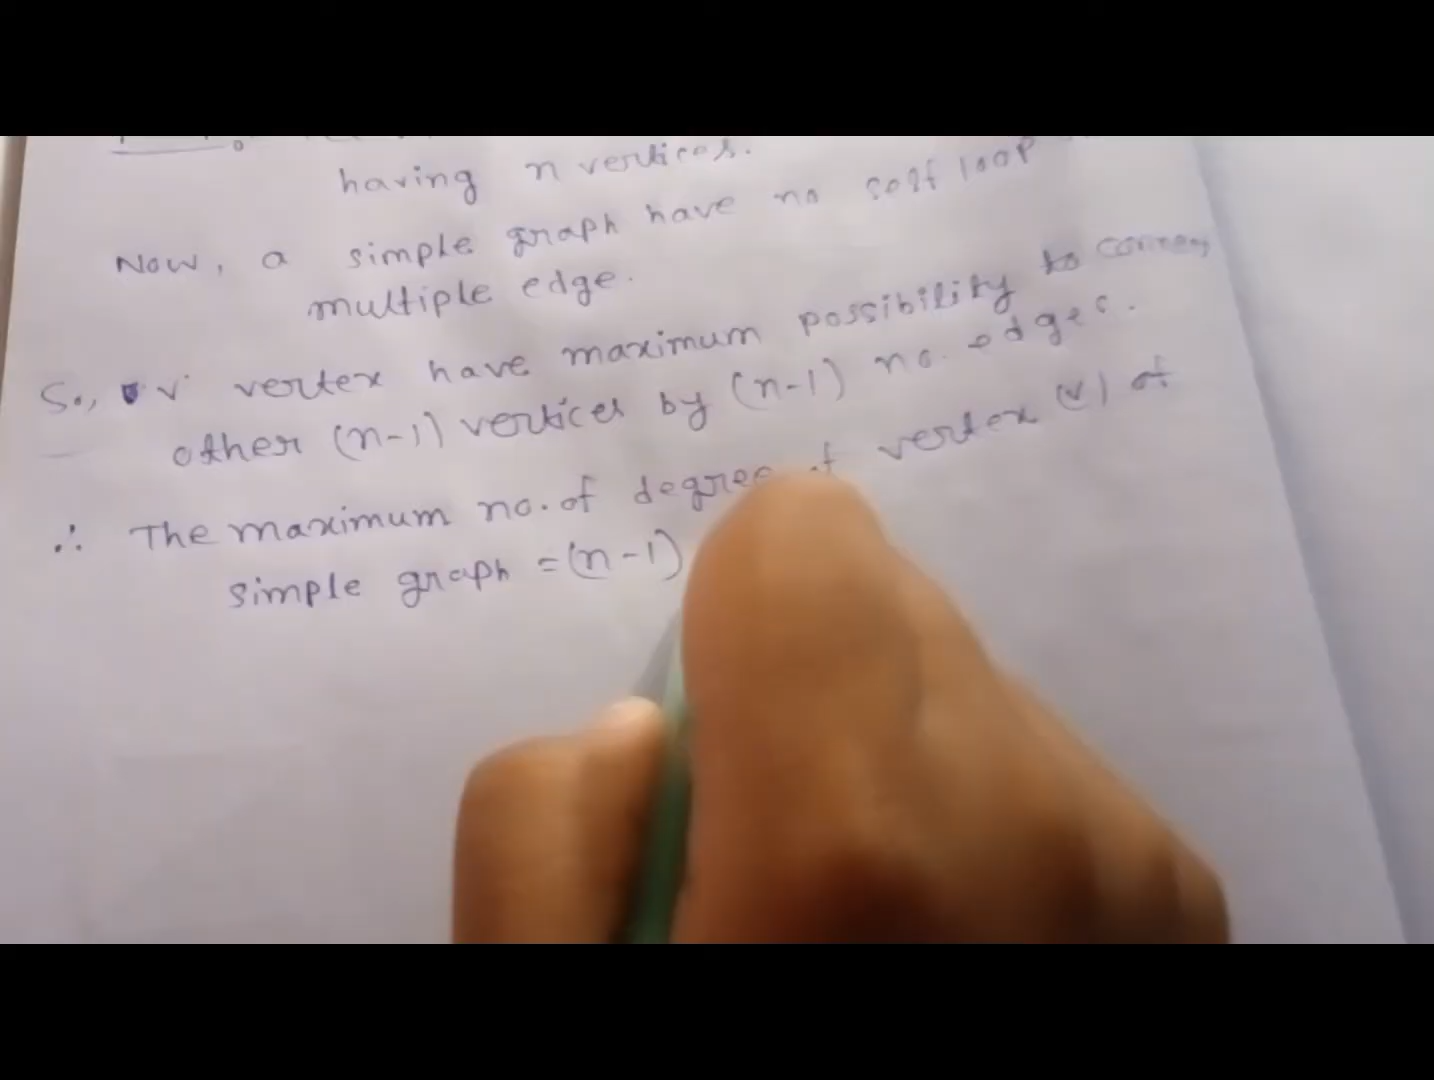 having n vertices.
Now, a simple graph have no self loop
multiple edge.
So, v vertex have maximum possibility to
other (n-1) vertices by (n-1) no. edges.
∴ The maximum no. of degree of vertex (v) of
simple graph = (n-1)